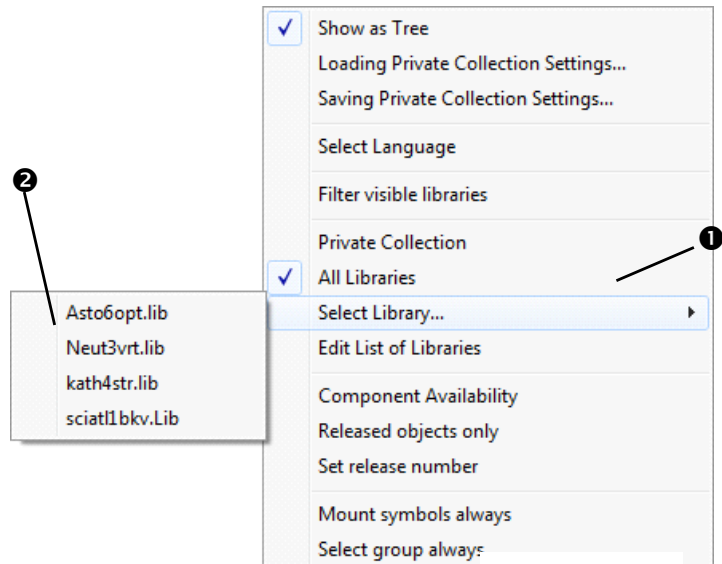 Show as Tree
Loading Private Collection Settings...
Saving Private Collection Settings...
Select Language
Filter visible libraries
Private Collection
All Libraries
Select Library...
Edit List of Libraries
Component Availability
Released objects only
Set release number
Mount symbols always
Select group always
❶
❷
Asto6opt.lib
Neut3vrt.lib
kath4str.lib
sciatl1bkv.Lib